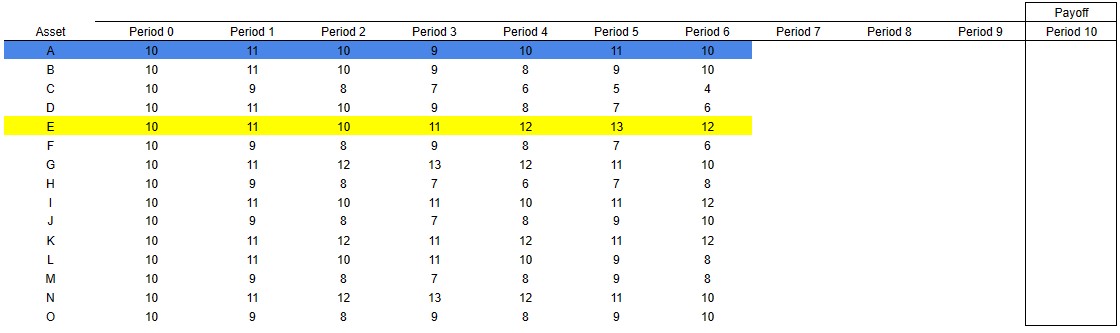 Payoff
Asset Period 0 Period 1 Period 2 Period 3 Period 4 Period 5 Period 6 Period 7 Period 8 Period 9 Period 10
A 10 11 10 9 10 11 10
B 10 11 10 9 8 9 10
C 10 9 8 7 6 5 4
D 10 11 10 9 8 7 6
E 10 11 10 11 12 13 12
F 10 9 8 9 8 7 6
G 10 11 12 13 12 11 10
H 10 9 8 7 6 7 8
I 10 11 10 11 10 11 12
J 10 9 8 7 8 9 10
K 10 11 12 11 12 11 12
L 10 11 10 11 10 9 8
M 10 9 8 7 8 9 8
N 10 11 12 13 12 11 10
O 10 9 8 9 8 9 10